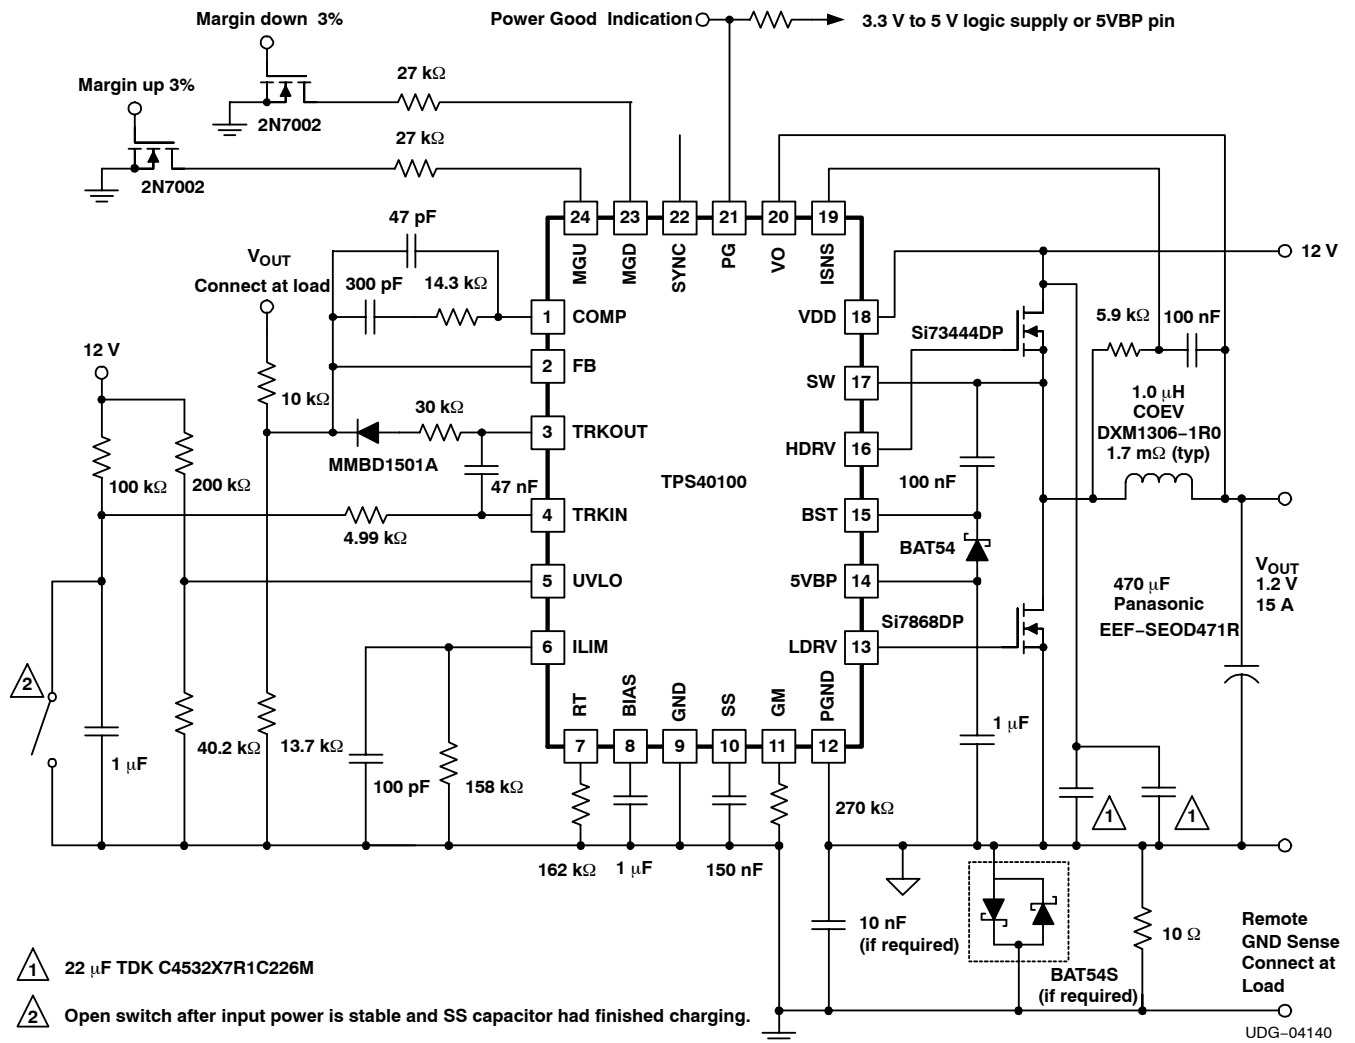 Margin down 3%
Power Good Indication
3.3 V to 5 V logic supply or 5VBP pin
27 kΩ
Margin up 3%
2N7002
27 kΩ
2N7002
24
23
22
21
20
19
MGU
MGD
SYNC
PG
VO
ISNS
47 pF
VOUT
Connect at load
300 pF
14.3 kΩ
12 V
1
COMP
VDD
18
Si73444DP
5.9 kΩ
100 nF
12 V
2
FB
SW
17
10 kΩ
30 kΩ
1.0 μH
COEV
DXM1306−1R0
1.7 mΩ (typ)
3
TRKOUT
HDRV
16
MMBD1501A
100 kΩ
200 kΩ
47 nF
TPS40100
100 nF
4
TRKIN
BST
15
4.99 kΩ
BAT54
5
UVLO
5VBP
14
VOUT
1.2 V
15 A
470 μF
Panasonic
EEF−SEOD471R
Si7868DP
6
ILIM
LDRV
13
2
RT
BIAS
GND
SS
GM
PGND
7
8
9
10
11
12
1 μF
40.2 kΩ
13.7 kΩ
100 pF
158 kΩ
1 μF
270 kΩ
1
1
162 kΩ
1 μF
150 nF
10 nF
(if required)
10 Ω
Remote
GND Sense
Connect at
Load
BAT54S
(if required)
1
22 μF TDK C4532X7R1C226M
2
Open switch after input power is stable and SS capacitor had finished charging.
UDG−04140